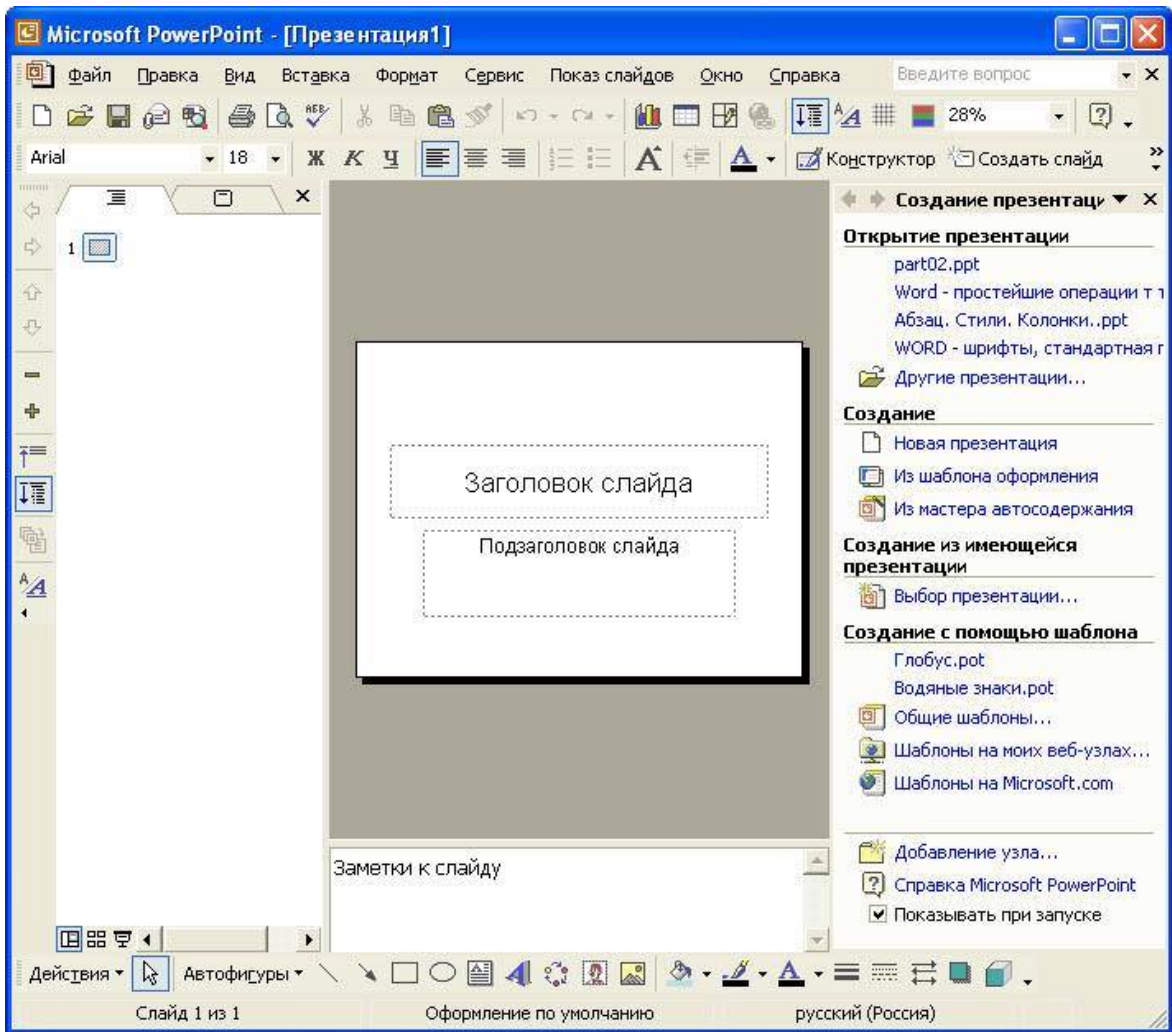 Microsoft PowerPoint - [Презентация1]
Файл Правка Вид Вставка Формат Сервис Показ слайдов Окно Справка Введите вопрос
28%
Arial 18 Ж К Ч Конструктор Создать слайд
Создание презентаци
1
Открытие презентации
part02.ppt
Word - простейшие операции т
Абзац. Стили. Колонки..ppt
WORD - шрифты, стандартная
Другие презентации...
Создание
Новая презентация
Из шаблона оформления
Из мастера автосодержания
Создание из имеющейся
презентации
Выбор презентации...
Создание с помощью шаблона
Глобус.pot
Водяные знаки.pot
Общие шаблоны...
Шаблоны на моих веб-узлах...
Шаблоны на Microsoft.com
Добавление узла...
Справка Microsoft PowerPoint
Показывать при запуске
Заголовок слайда
Подзаголовок слайда
Заметки к слайду
Действия Автофигуры
Слайд 1 из 1 Оформление по умолчанию русский (Россия)